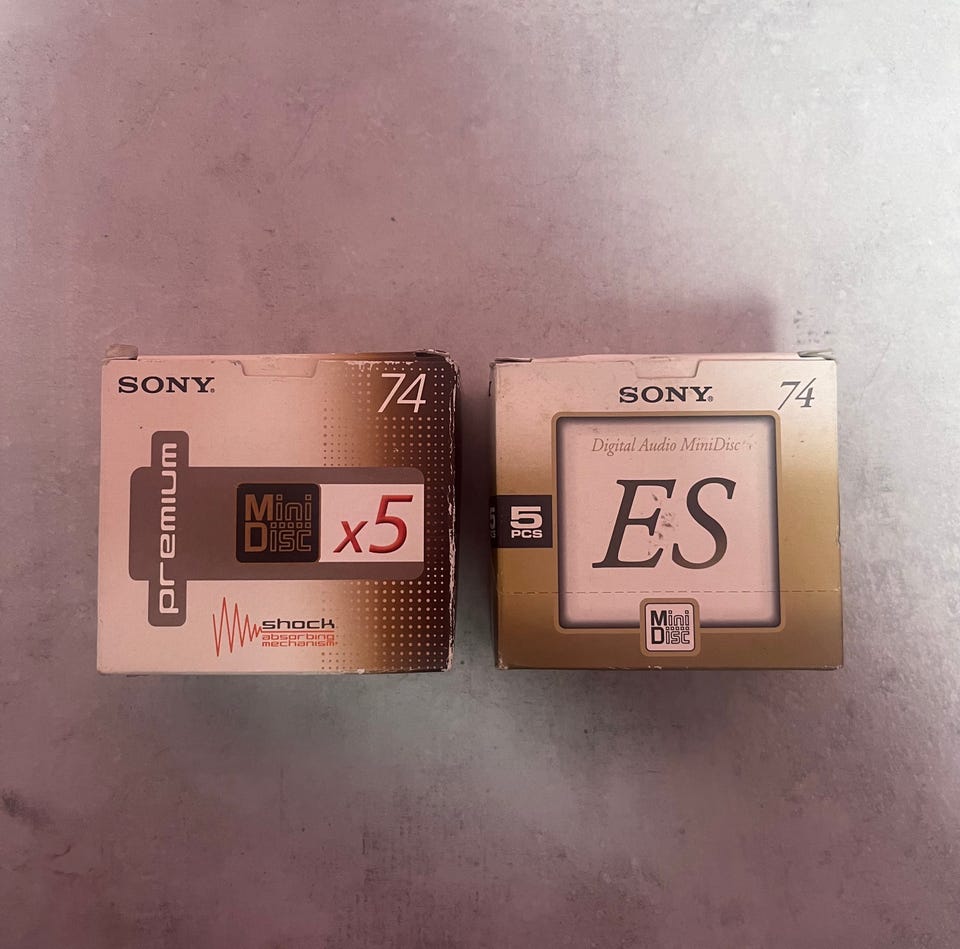 SONY®
74
premium
Mini
Disc
x5
shock
absorbing
mechanism
SONY®
74
Digital Audio MiniDisc
ES
5
PCS
Mini
Disc